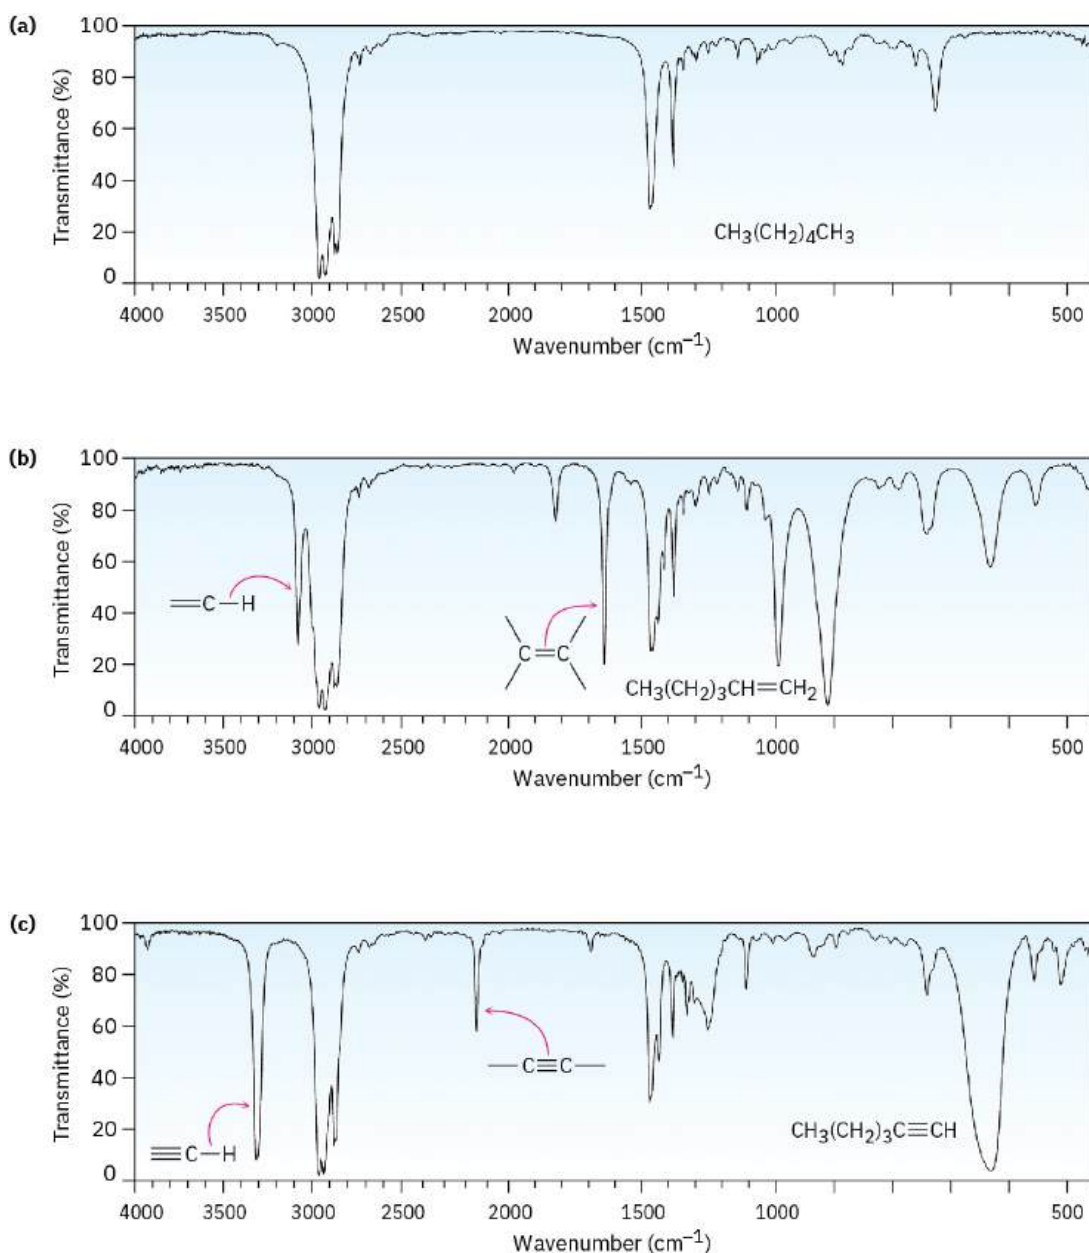 (a)
100
80
60
40
20
0
Transmittance (%)
CH₃(CH₂)₄CH₃
4000 3500 3000 2500 2000 1500 1000 500
Wavenumber (cm⁻¹)
(b)
100
80
60
40
20
0
Transmittance (%)
C—H
C=C
CH₃(CH₂)₃CH=CH₂
4000 3500 3000 2500 2000 1500 1000 500
Wavenumber (cm⁻¹)
(c)
100
80
60
40
20
0
Transmittance (%)
—C≡C—
≡C—H
CH₃(CH₂)₃C≡CH
4000 3500 3000 2500 2000 1500 1000 500
Wavenumber (cm⁻¹)